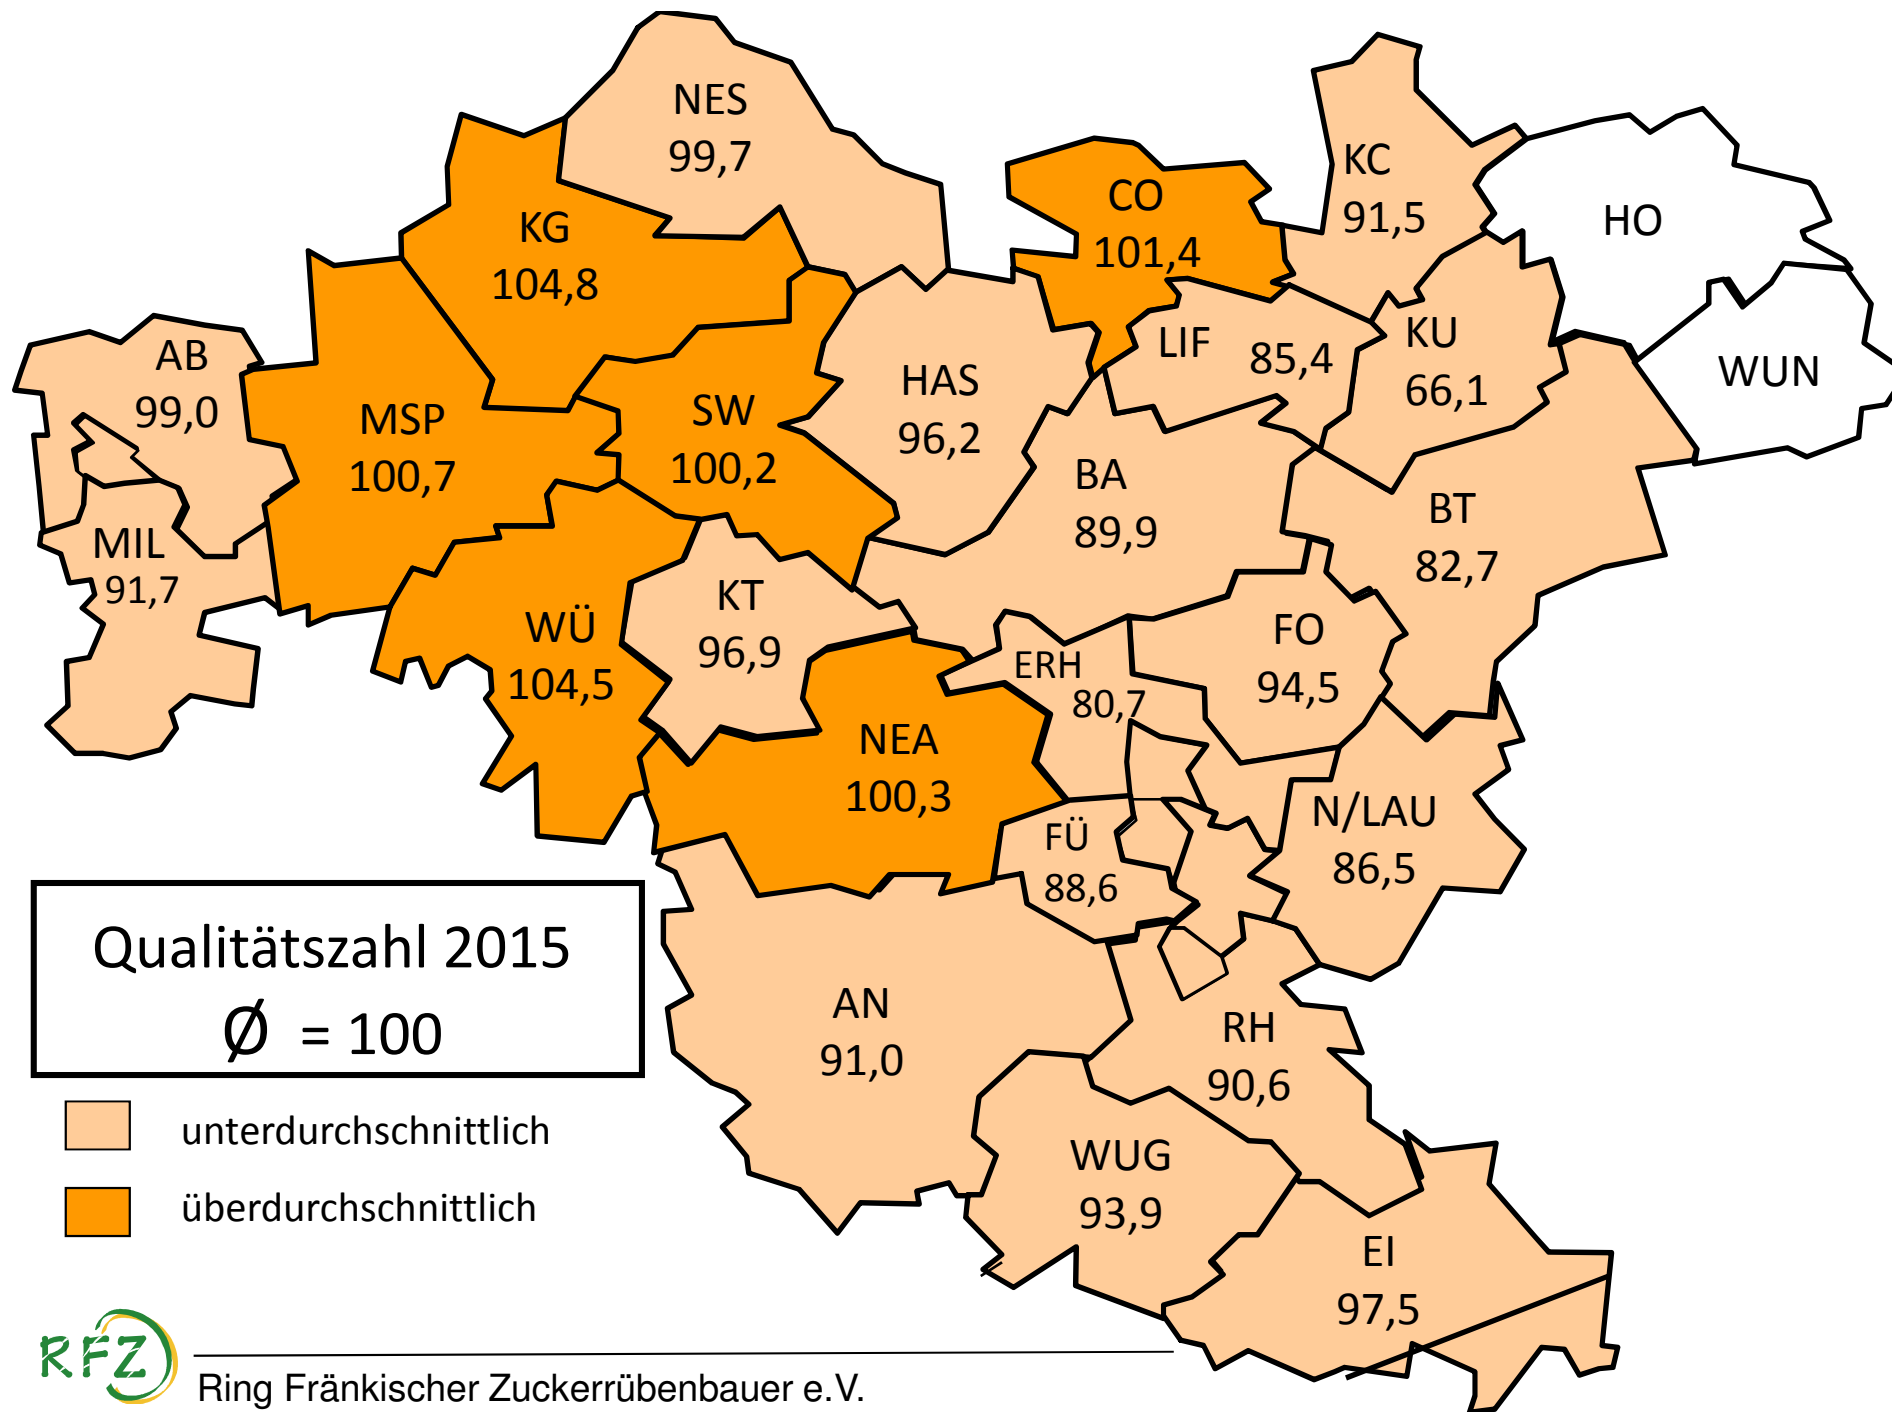 NES
99,7
KC
91,5
CO
101,4
HO
KG
104,8
AB
99,0
LIF 85,4
KU
66,1
WUN
HAS
96,2
MSP
100,7
SW
100,2
BA
89,9
BT
82,7
MIL
91,7
KT
96,9
WÜ
104,5
FO
94,5
ERH
80,7
NEA
100,3
FÜ
88,6
N/LAU
86,5
AN
91,0
RH
90,6
WUG
93,9
EI
97,5
Qualitätszahl 2015
Ø = 100
unterdurchschnittlich
überdurchschnittlich
RFZ
Ring Fränkischer Zuckerrübenbauer e.V.